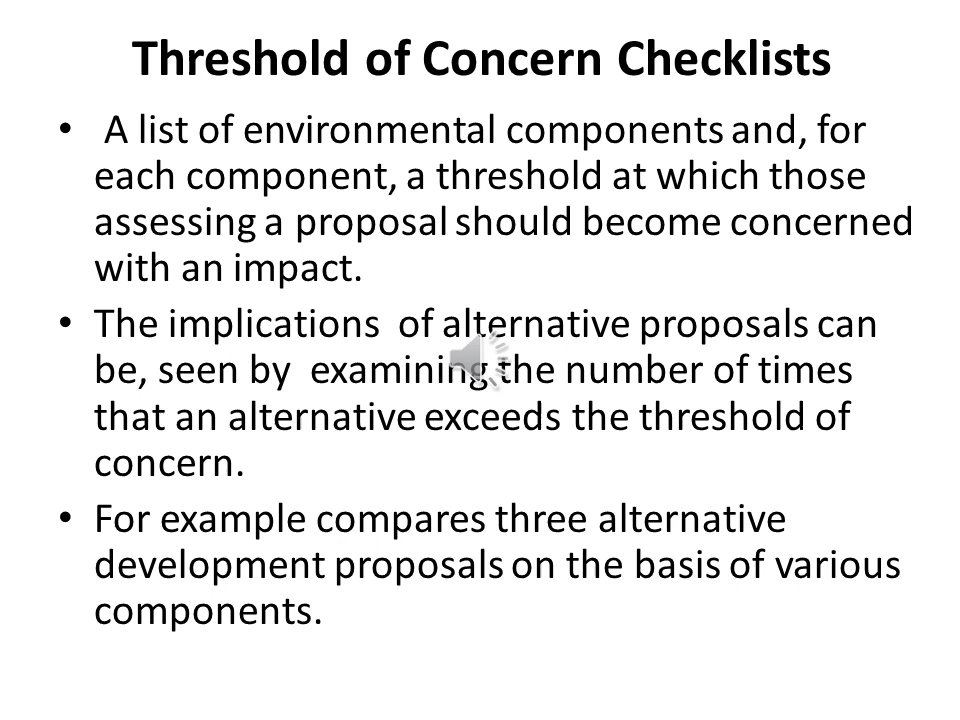 Threshold of Concern Checklists
• A list of environmental components and, for
each component, a threshold at which those
assessing a proposal should become concerned
with an impact.
• The implications of alternative proposals can
be, seen by examining the number of times
that an alternative exceeds the threshold of
concern.
• For example compares three alternative
development proposals on the basis of various
components.